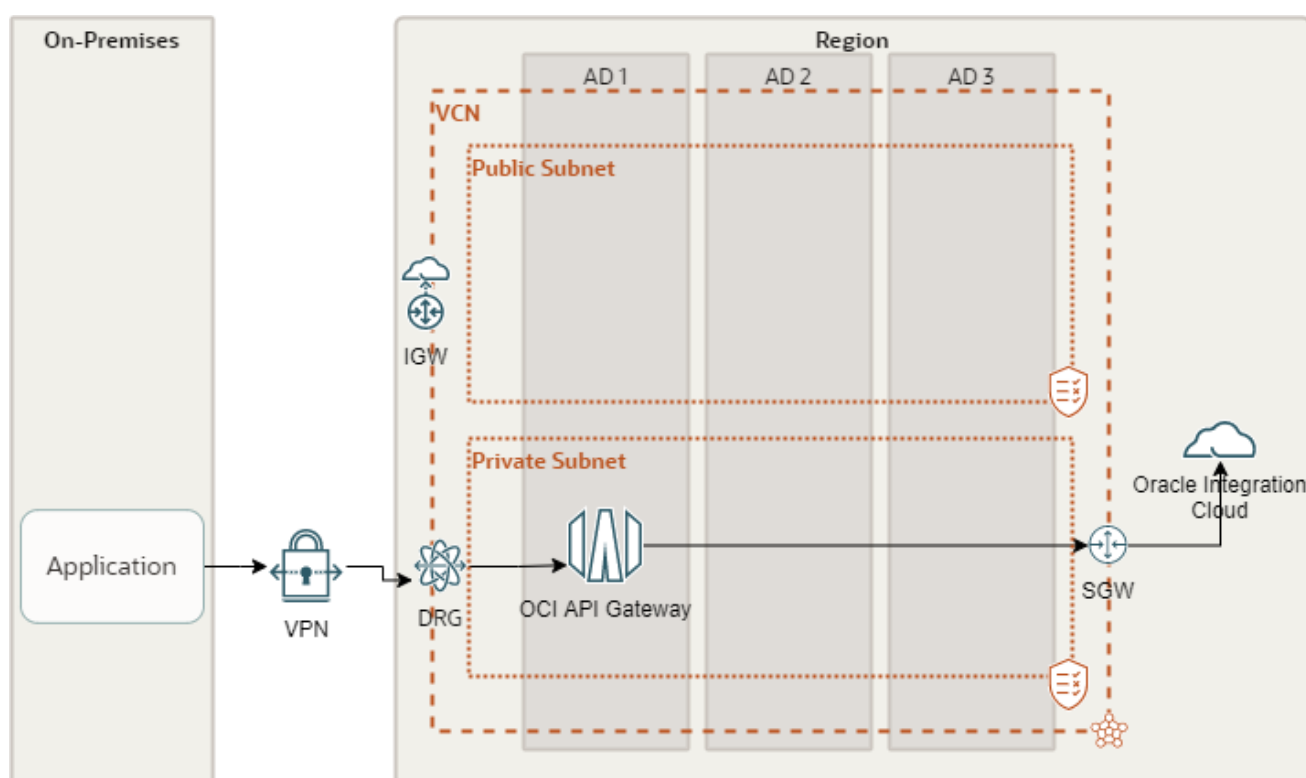 On-Premises
Region
AD 1
AD 2
AD 3
VCN
Public Subnet
IGW
Private Subnet
Oracle Integration
Cloud
Application
VPN
DRG
OCI API Gateway
SGW